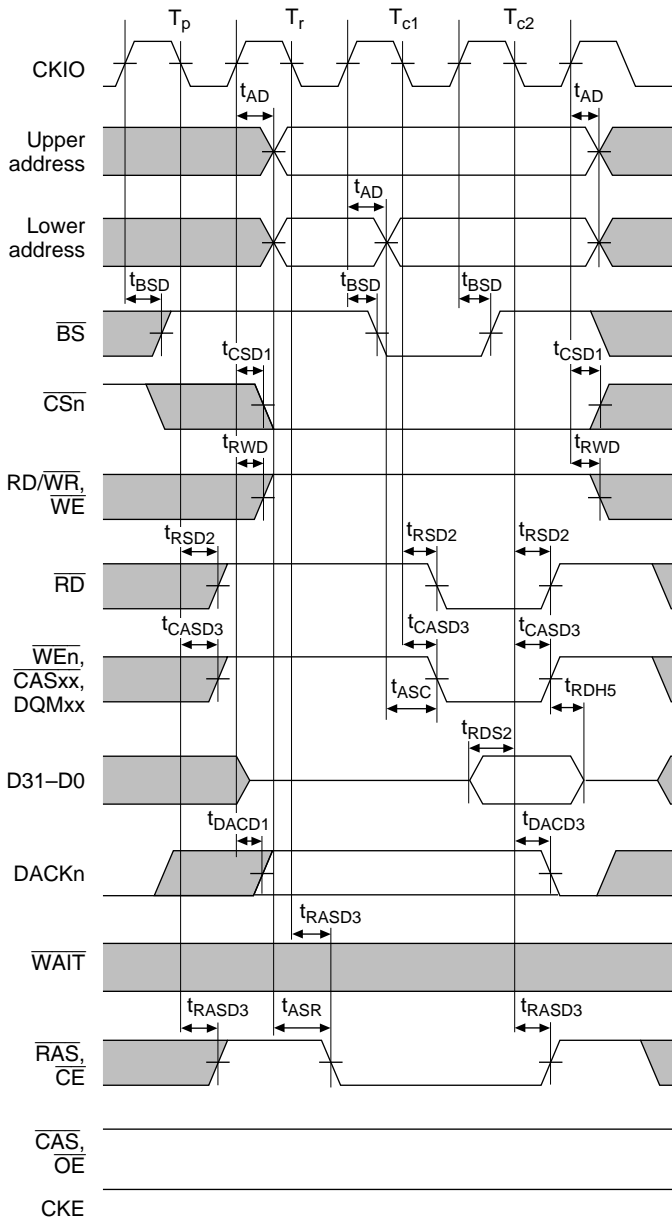 Tp Tr Tc1 Tc2
CKIO
tAD tAD
Upper
address
tAD
Lower
address
tBSD tBSD tBSD
BS
tCSD1 tCSD1
CSn
tRWD tRWD
RD/WR,
WE
tRSD2 tRSD2 tRSD2
RD
tCASD3 tCASD3 tCASD3
WEn,
CASxx,
DQMxx
tASC tRDH5
tRDS2
D31–D0
tDACD1 tDACD3
DACKn
tRASD3
WAIT
tRASD3 tASR tRASD3
RAS,
CE
CAS,
OE
CKE